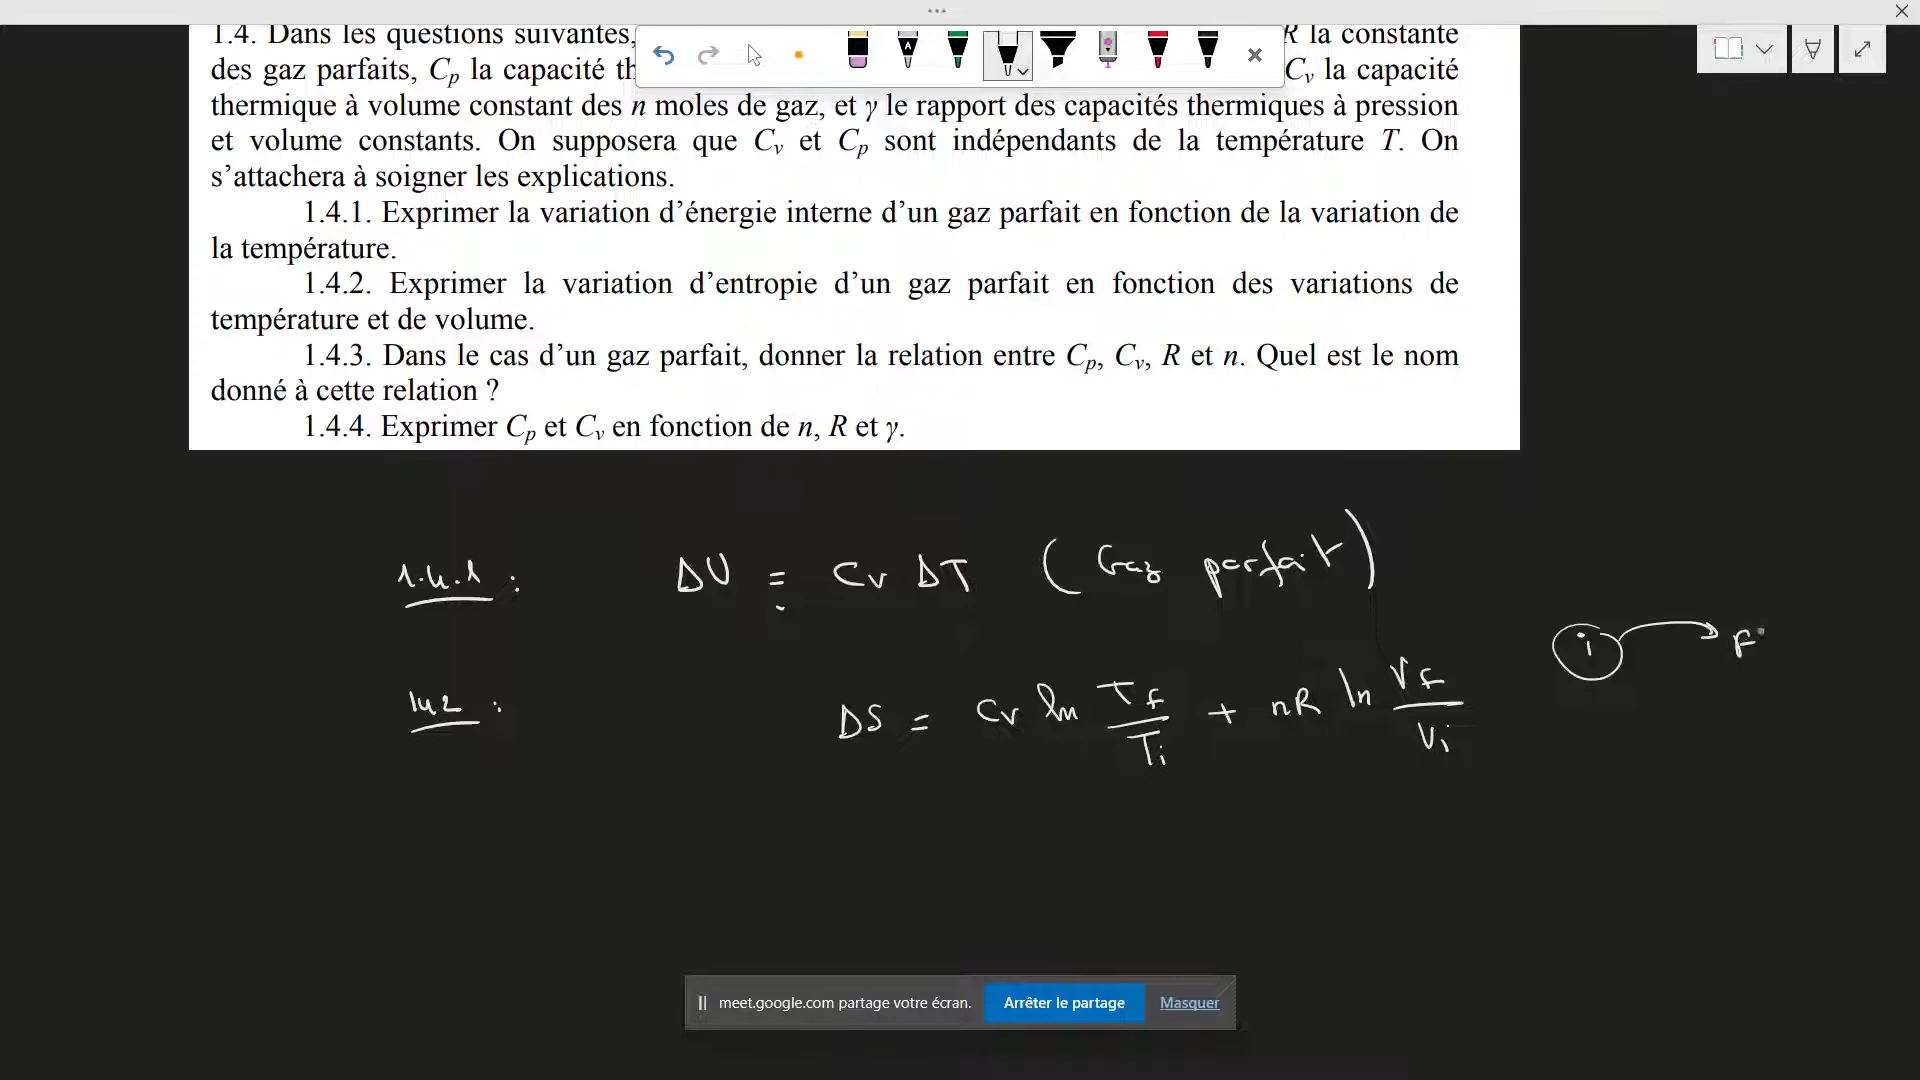 1.4. Dans les questions suivantes, R la constante
des gaz parfaits, Cp la capacité th Cv la capacité
thermique à volume constant des n moles de gaz, et γ le rapport des capacités thermiques à pression
et volume constants. On supposera que Cv et Cp sont indépendants de la température T. On
s'attachera à soigner les explications.
1.4.1. Exprimer la variation d'énergie interne d'un gaz parfait en fonction de la variation de
la température.
1.4.2. Exprimer la variation d'entropie d'un gaz parfait en fonction des variations de
température et de volume.
1.4.3. Dans le cas d'un gaz parfait, donner la relation entre Cp, Cv, R et n. Quel est le nom
donné à cette relation ?
1.4.4. Exprimer Cp et Cv en fonction de n, R et γ.
1.4.1 : ΔU = Cv ΔT (Gaz parfait)
i → F
142 : ΔS = Cv ln Tf/Ti + nR ln Vf/Vi
meet.google.com partage votre écran. Arrêter le partage Masquer